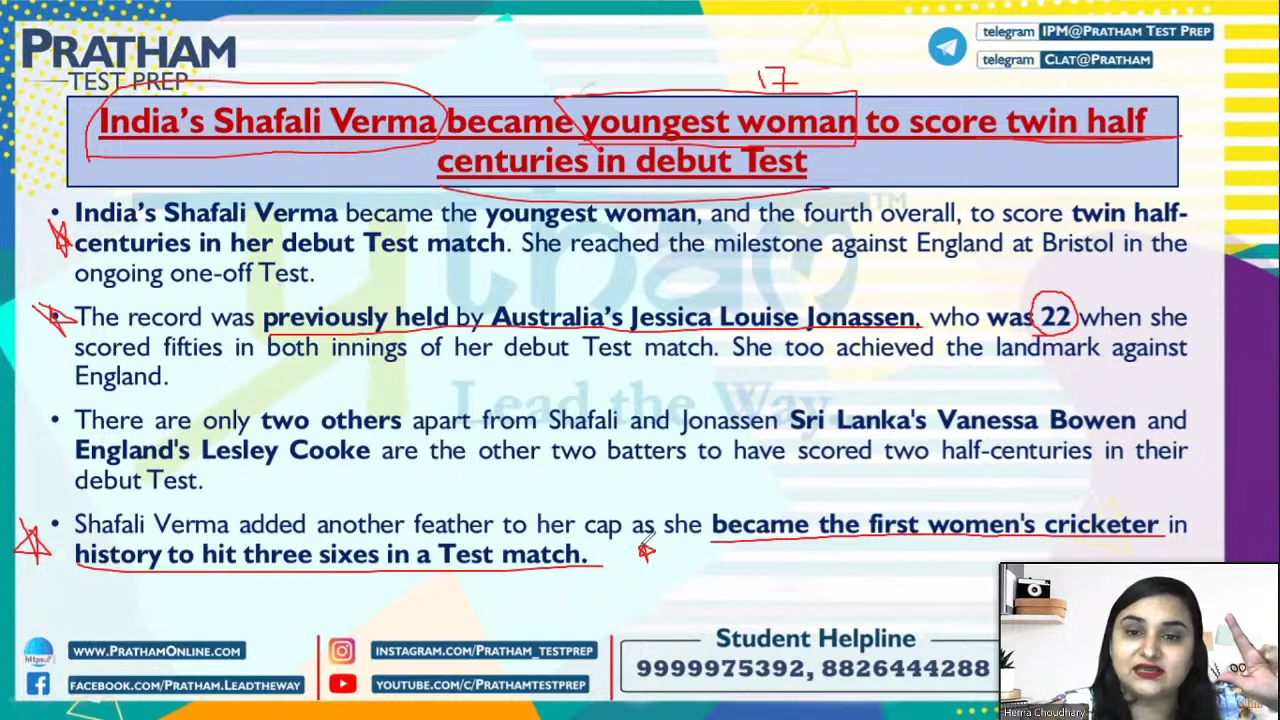 PRATHAM
TEST PREP
telegram IPM@PRATHAM TEST PREP
telegram CLAT@PRATHAM
17
India's Shafali Verma became youngest woman to score twin half
centuries in debut Test
TM
• India's Shafali Verma became the youngest woman, and the fourth overall, to score twin half-
centuries in her debut Test match. She reached the milestone against England at Bristol in the
ongoing one-off Test.
• The record was previously held by Australia's Jessica Louise Jonassen, who was 22 when she
scored fifties in both innings of her debut Test match. She too achieved the landmark against
England.
Lead the Way
• There are only two others apart from Shafali and Jonassen Sri Lanka's Vanessa Bowen and
England's Lesley Cooke are the other two batters to have scored two half-centuries in their
debut Test.
• Shafali Verma added another feather to her cap as she became the first women's cricketer in
history to hit three sixes in a Test match.
https://
WWW.PRATHAMONLINE.COM
FACEBOOK.COM/PRATHAM.LEADTHEWAY
INSTAGRAM.COM/PRATHAM_TESTPREP
YOUTUBE.COM/C/PRATHAMTESTPREP
Student Helpline
9999975392, 8826444288
Hema Choudhary